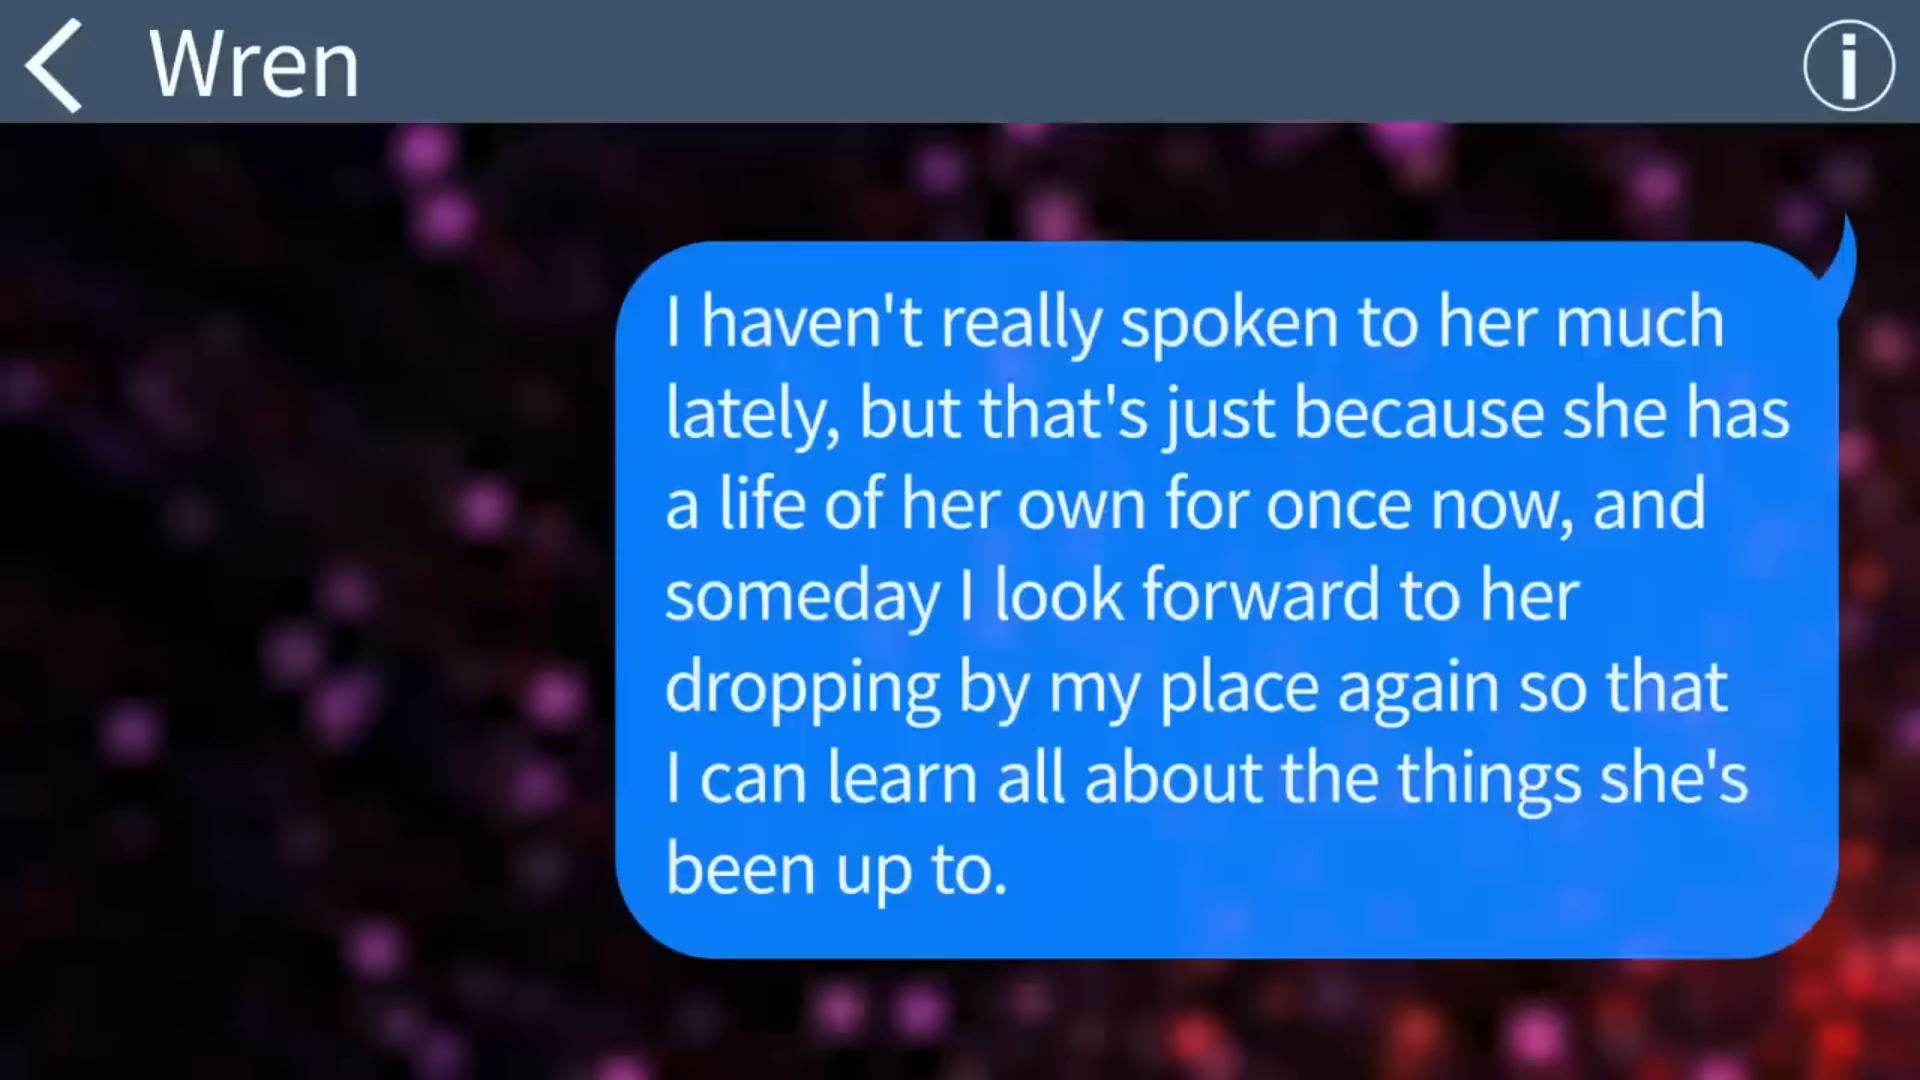 Wren
I haven't really spoken to her much
lately, but that's just because she has
a life of her own for once now, and
someday I look forward to her
dropping by my place again so that
I can learn all about the things she's
been up to.